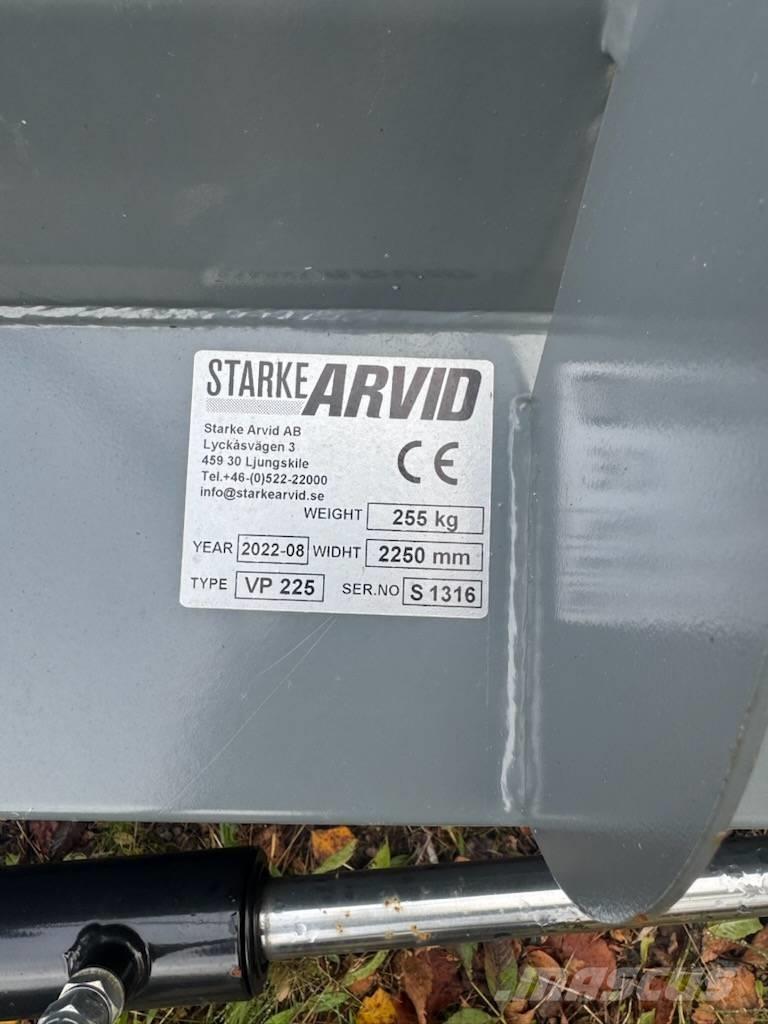 STARKE ARVID
Starke Arvid AB
Lyckåsvägen 3
459 30 Ljungskile
Tel.+46-(0)522-22000
info@starkearvid.se
CE
WEIGHT 255 kg
YEAR 2022-08 WIDHT 2250 mm
TYPE VP 225 SER.NO S 1316
MASCUS